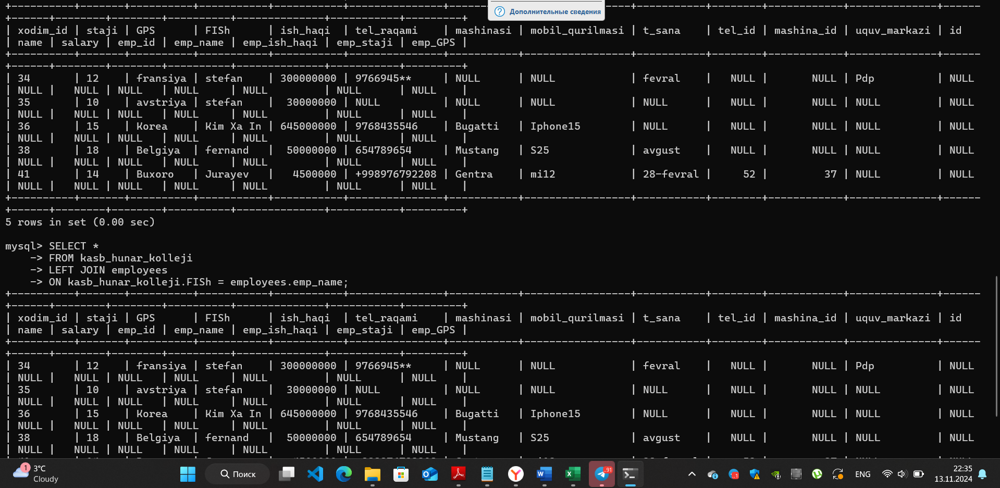 +----------+-------+----------+-----------+-----------+---------------+-----------+-----------------+-----------+--------+------------+--------------+------
+------+--------+--------+----------+--------------+-----------+---------+
Дополнительные сведения
| xodim_id | staji | GPS      | FISh      | ish_haqi  | tel_raqami    | mashinasi | mobil_qurilmasi | t_sana    | tel_id | mashina_id | uquv_markazi | id
| name | salary | emp_id | emp_name | emp_ish_haqi | emp_staji | emp_GPS |
+----------+-------+----------+-----------+-----------+---------------+-----------+-----------------+-----------+--------+------------+--------------+------
+------+--------+--------+----------+--------------+-----------+---------+
| 34       | 12    | fransiya | stefan    | 300000000 | 9766945**     | NULL      | NULL            | fevral    |   NULL |       NULL | Pdp          | NULL
| NULL |   NULL | NULL   | NULL     | NULL         | NULL      | NULL    |
| 35       | 10    | avstriya | stefan    |  30000000 | NULL          | NULL      | NULL            | NULL      |   NULL |       NULL | NULL         | NULL
| NULL |   NULL | NULL   | NULL     | NULL         | NULL      | NULL    |
| 36       | 15    | Korea    | Kim Xa In | 645000000 | 9768435546    | Bugatti   | Iphone15        | NULL      |   NULL |       NULL | NULL         | NULL
| NULL |   NULL | NULL   | NULL     | NULL         | NULL      | NULL    |
| 38       | 18    | Belgiya  | fernand   |  50000000 | 654789654     | Mustang   | S25             | avgust    |   NULL |       NULL | NULL         | NULL
| NULL |   NULL | NULL   | NULL     | NULL         | NULL      | NULL    |
| 41       | 14    | Buxoro   | Jurayev   |   4500000 | +998976792208 | Gentra    | mi12            | 28-fevral |     52 |         37 | NULL         | NULL
| NULL |   NULL | NULL   | NULL     | NULL         | NULL      | NULL    |
+----------+-------+----------+-----------+-----------+---------------+-----------+-----------------+-----------+--------+------------+--------------+------
+------+--------+--------+----------+--------------+-----------+---------+
5 rows in set (0.00 sec)
mysql> SELECT *
    -> FROM kasb_hunar_kolleji
    -> LEFT JOIN employees
    -> ON kasb_hunar_kolleji.FISh = employees.emp_name;
+----------+-------+----------+-----------+-----------+---------------+-----------+-----------------+-----------+--------+------------+--------------+------
+------+--------+--------+----------+--------------+-----------+---------+
| xodim_id | staji | GPS      | FISh      | ish_haqi  | tel_raqami    | mashinasi | mobil_qurilmasi | t_sana    | tel_id | mashina_id | uquv_markazi | id
| name | salary | emp_id | emp_name | emp_ish_haqi | emp_staji | emp_GPS |
+----------+-------+----------+-----------+-----------+---------------+-----------+-----------------+-----------+--------+------------+--------------+------
+------+--------+--------+----------+--------------+-----------+---------+
| 34       | 12    | fransiya | stefan    | 300000000 | 9766945**     | NULL      | NULL            | fevral    |   NULL |       NULL | Pdp          | NULL
| NULL |   NULL | NULL   | NULL     | NULL         | NULL      | NULL    |
| 35       | 10    | avstriya | stefan    |  30000000 | NULL          | NULL      | NULL            | NULL      |   NULL |       NULL | NULL         | NULL
| NULL |   NULL | NULL   | NULL     | NULL         | NULL      | NULL    |
| 36       | 15    | Korea    | Kim Xa In | 645000000 | 9768435546    | Bugatti   | Iphone15        | NULL      |   NULL |       NULL | NULL         | NULL
| NULL |   NULL | NULL   | NULL     | NULL         | NULL      | NULL    |
| 38       | 18    | Belgiya  | fernand   |  50000000 | 654789654     | Mustang   | S25             | avgust    |   NULL |       NULL | NULL         | NULL
| NULL |   NULL | NULL   | NULL     | NULL         | NULL      | NULL    |
1
3°C
Cloudy
Поиск
91
ENG
22:35
13.11.2024